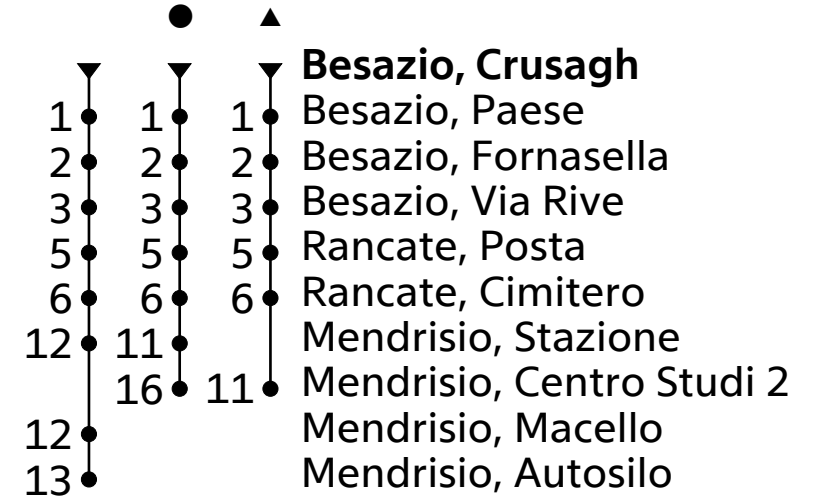 Besazio, Crusagh
1 1 1 Besazio, Paese
2 2 2 Besazio, Fornasella
3 3 3 Besazio, Via Rive
5 5 5 Rancate, Posta
6 6 6 Rancate, Cimitero
12 11 Mendrisio, Stazione
16 11 Mendrisio, Centro Studi 2
12 Mendrisio, Macello
13 Mendrisio, Autosilo